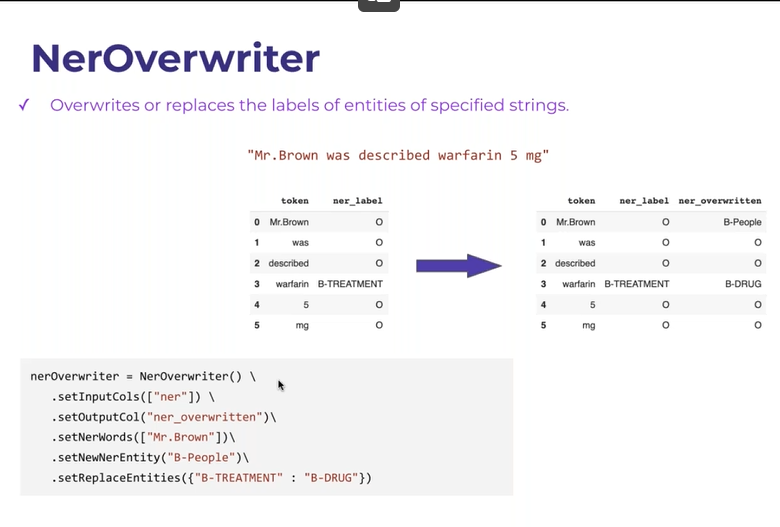 NerOverwriter
✓ Overwrites or replaces the labels of entities of specified strings.
"Mr.Brown was described warfarin 5 mg"
token ner_label
0 Mr.Brown O
1 was O
2 described O
3 warfarin B-TREATMENT
4 5 O
5 mg O
token ner_label ner_overwritten
0 Mr.Brown O B-People
1 was O O
2 described O O
3 warfarin B-TREATMENT B-DRUG
4 5 O O
5 mg O O
nerOverwriter = NerOverwriter() \
.setInputCols(["ner"]) \
.setOutputCol("ner_overwritten")\
.setNerWords(["Mr.Brown"])\
.setNewNerEntity("B-People")\
.setReplaceEntities({"B-TREATMENT" : "B-DRUG"})